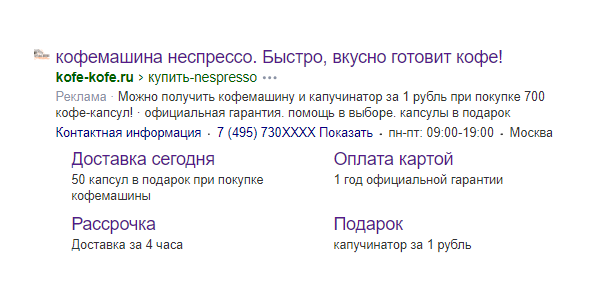 кофемашина неспрессо. Быстро, вкусно готовит кофе!
kofe-kofe.ru › купить-nespresso •••
Реклама · Можно получить кофемашину и капучинатор за 1 рубль при покупке 700
кофе-капсул! · официальная гарантия. помощь в выборе. капсулы в подарок
Контактная информация · 7 (495) 730XXXX Показать · пн-пт: 09:00-19:00 · Москва
Доставка сегодня
50 капсул в подарок при покупке
кофемашины
Оплата картой
1 год официальной гарантии
Рассрочка
Доставка за 4 часа
Подарок
капучинатор за 1 рубль